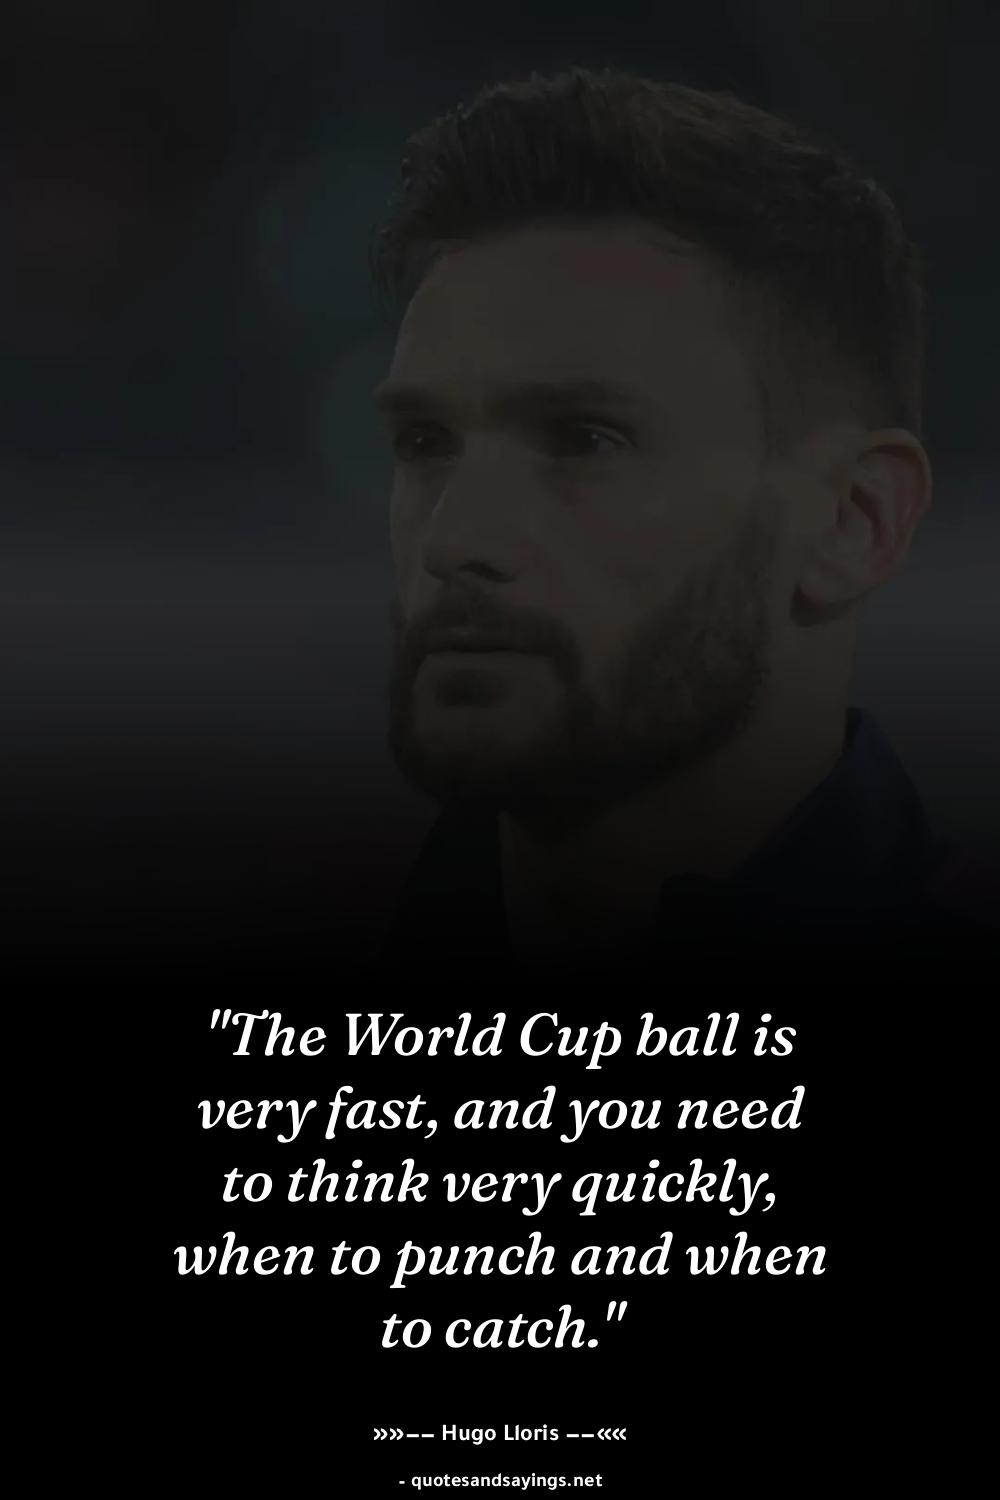 "The World Cup ball is
very fast, and you need
to think very quickly,
when to punch and when
to catch."
»»–– Hugo Lloris ––««
- quotesandsayings.net